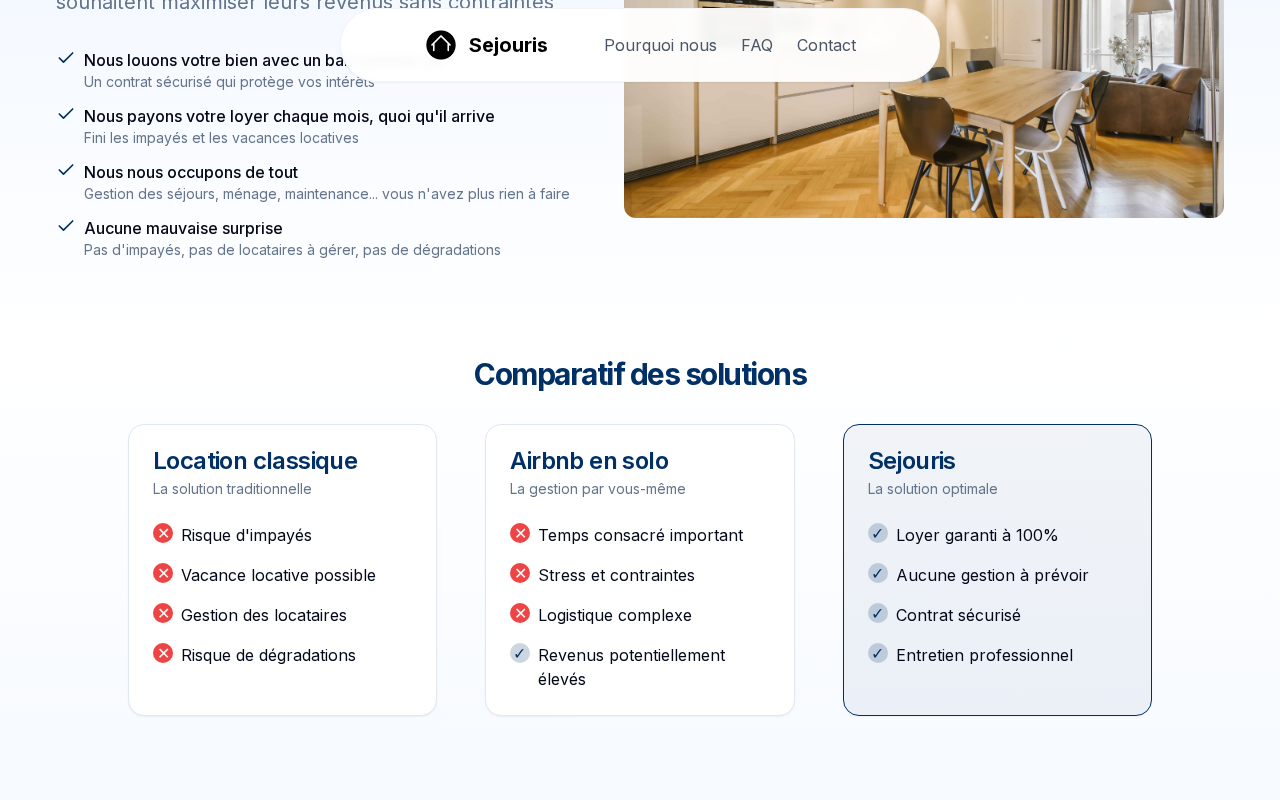 souhaitent maximiser leurs revenus sans contraintes
Sejouris
Pourquoi nous
FAQ
Contact
Nous louons votre bien avec un
Un contrat sécurisé qui protège vos intérêts
Nous payons votre loyer chaque mois, quoi qu'il arrive
Fini les impayés et les vacances locatives
Nous nous occupons de tout
Gestion des séjours, ménage, maintenance... vous n'avez plus rien à faire
Aucune mauvaise surprise
Pas d'impayés, pas de locataires à gérer, pas de dégradations
Comparatif des solutions
Location classique
La solution traditionnelle
Risque d'impayés
Vacance locative possible
Gestion des locataires
Risque de dégradations
Airbnb en solo
La gestion par vous-même
Temps consacré important
Stress et contraintes
Logistique complexe
Revenus potentiellement
élevés
Sejouris
La solution optimale
Loyer garanti à 100%
Aucune gestion à prévoir
Contrat sécurisé
Entretien professionnel